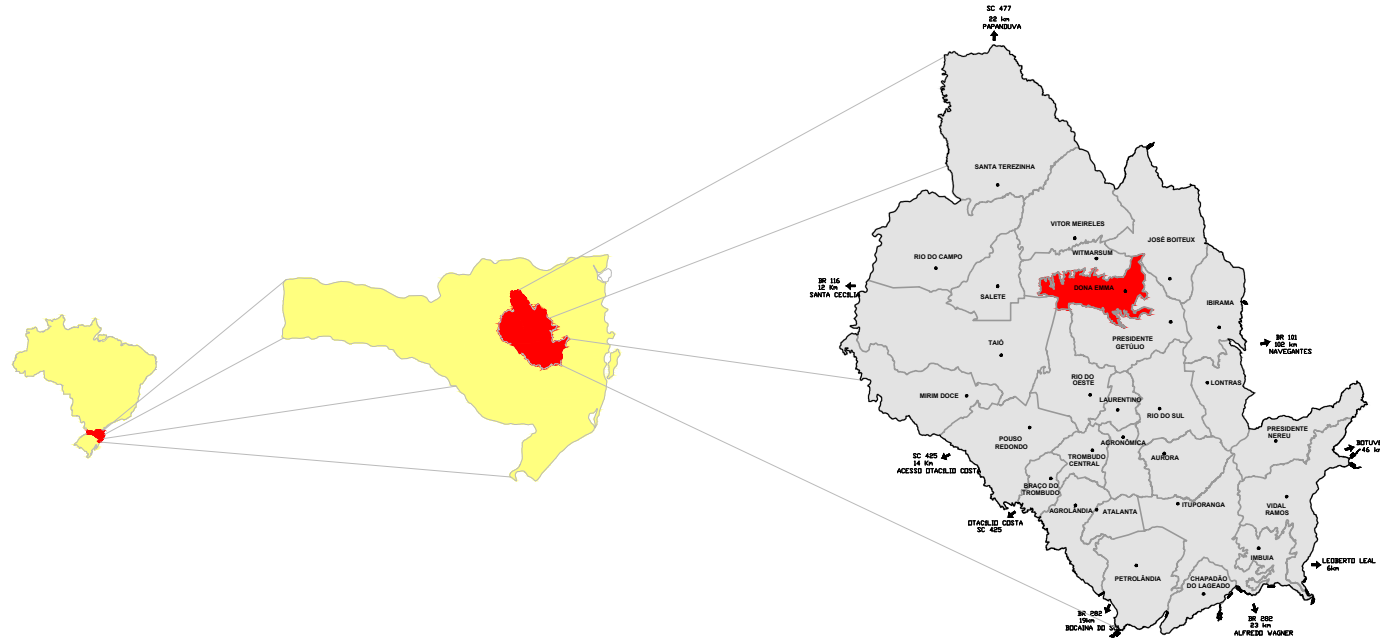 SC 477
22 km
PAPANDUVA
SANTA TEREZINHA
VITOR MEIRELES
JOSÉ BOITEUX
RIO DO CAMPO
WITMARSUM
BR 116
12 Km
SANTA CECILIA
SALETE
DONA EMMA
IBIRAMA
TAIÓ
PRESIDENTE
GETÚLIO
BR 101
102 km
NAVEGANTES
RIO DO
OESTE
LONTRAS
MIRIM DOCE
LAURENTINO
RIO DO SUL
POUSO
REDONDO
AGRONÔMICA
PRESIDENTE
NEREU
BOTUVE
46 km
SC 425
14 Km
ACESSO OTACILIO COSTA
TROMBUDO
CENTRAL
AURORA
BRAÇO DO
TROMBUDO
AGROLÂNDIA
ATALANTA
ITUPORANGA
VIDAL
RAMOS
OTACILIO COSTA
SC 425
IMBUIA
LEOBERTO LEAL
6km
PETROLÂNDIA
CHAPADÃO
DO LAGEADO
BR 282
19km
BOCAINA DO SUL
BR 282
23 km
ALFREDO WAGNER